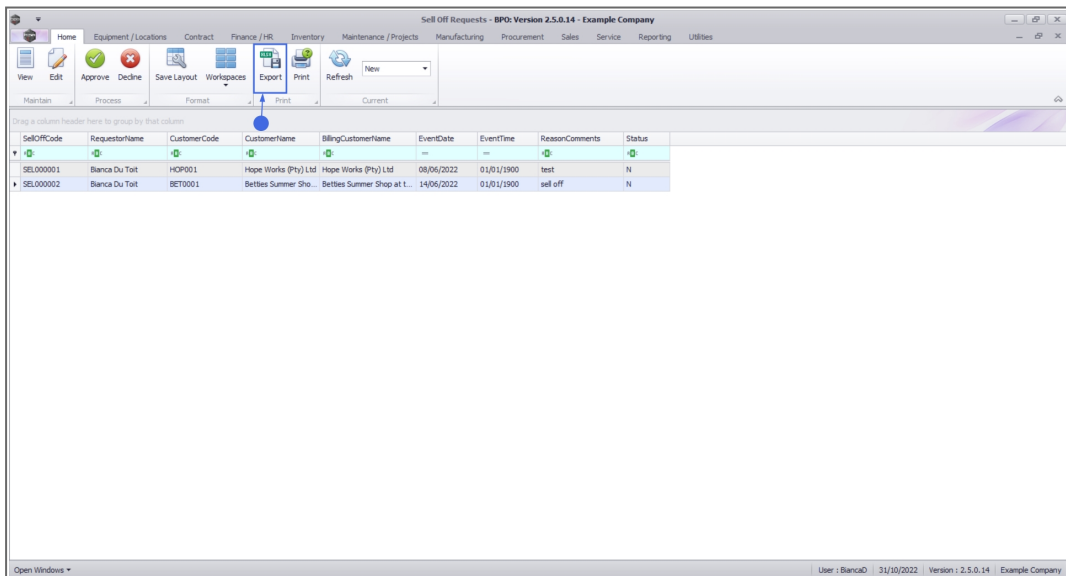 Sell Off Requests - BPO: Version 2.5.0.14 - Example Company
Home Equipment / Locations Contract Finance / HR Inventory Maintenance / Projects Manufacturing Procurement Sales Service Reporting Utilities
View Edit Approve Decline Save Layout Workspaces Export Print Refresh New
Maintain Process Format Print Current
Drag a column header here to group by that column
SellOffCode RequestorName CustomerCode CustomerName BillingCustomerName EventDate EventTime ReasonComments Status
SEL000001 Bianca Du Toit HOP001 Hope Works (Pty) Ltd Hope Works (Pty) Ltd 08/06/2022 01/01/1900 test N
SEL000002 Bianca Du Toit BET0001 Betties Summer Sho... Betties Summer Shop at t... 14/06/2022 01/01/1900 sell off N
Open Windows User : BiancaD 31/10/2022 Version : 2.5.0.14 Example Company